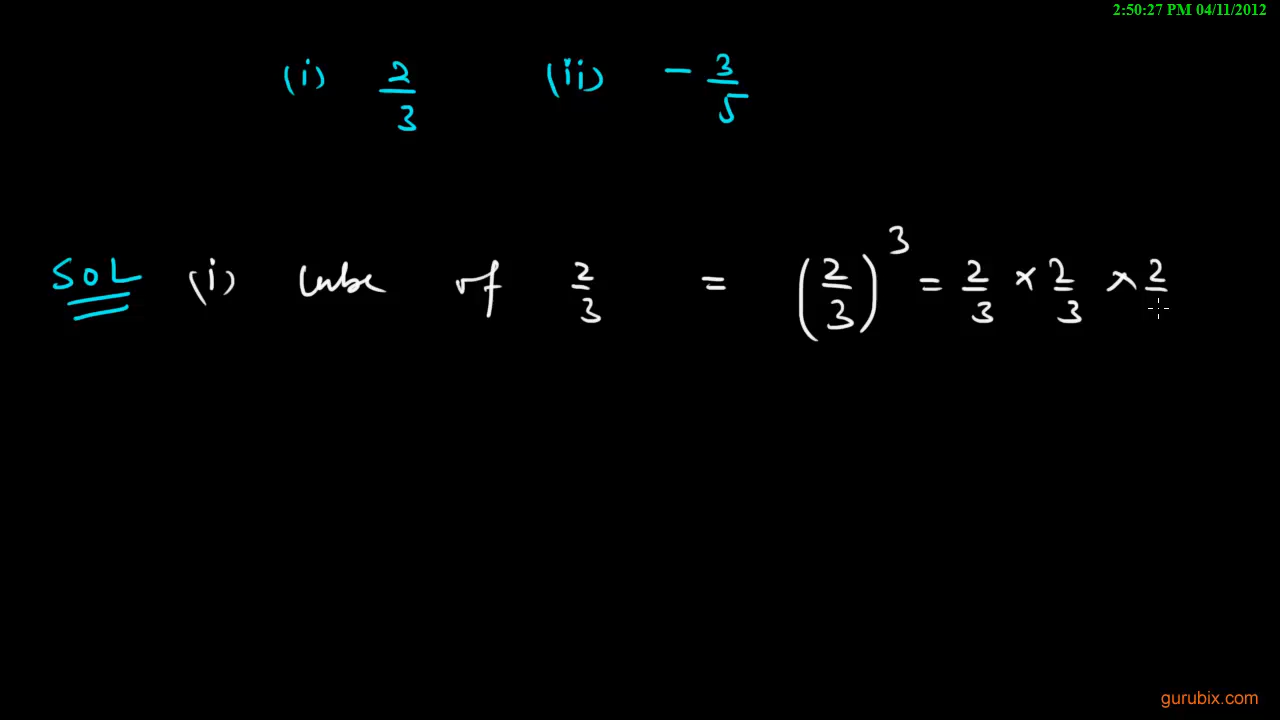 2:50:27 PM 04/11/2012
(i) 2/3 (ii) - 3/5
SOL (i) Cube of 2/3 = (2/3)^3 = 2/3 × 2/3 × 2/
gurubix.com